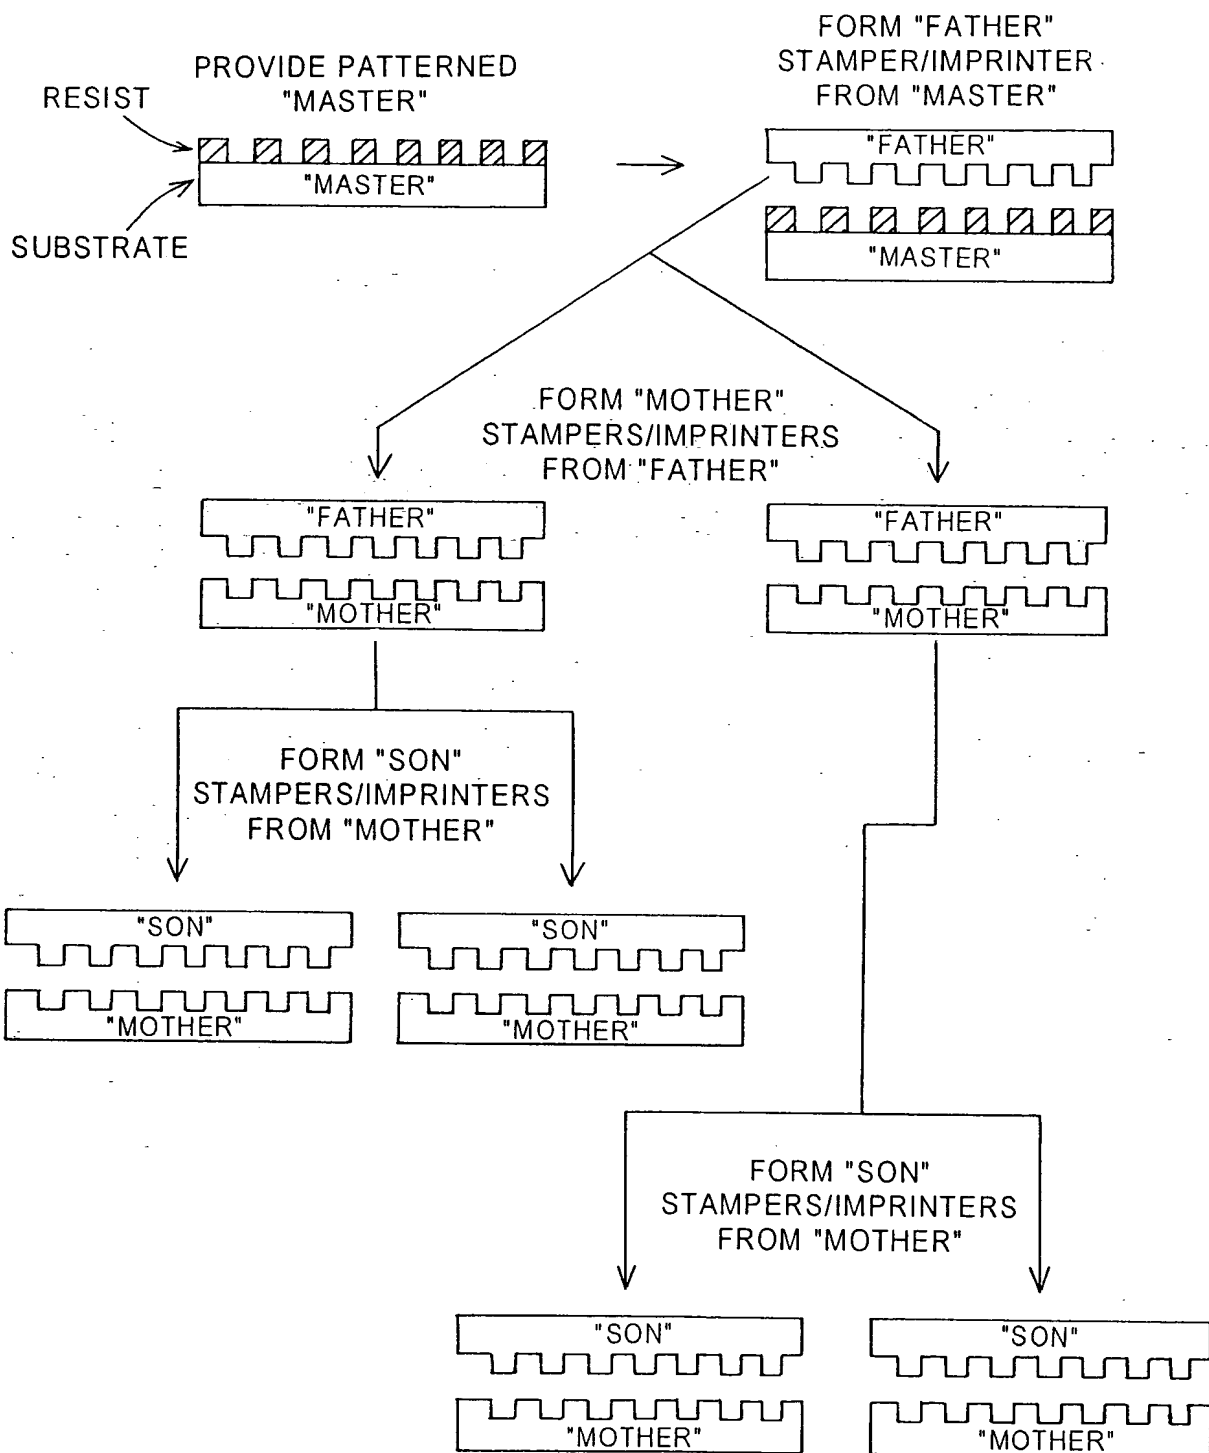 PROVIDE PATTERNED
"MASTER"
RESIST
"MASTER"
SUBSTRATE
FORM "FATHER"
STAMPER/IMPRINTER
FROM "MASTER"
"FATHER"
"MASTER"
FORM "MOTHER"
STAMPERS/IMPRINTERS
FROM "FATHER"
"FATHER"
"MOTHER"
"FATHER"
"MOTHER"
FORM "SON"
STAMPERS/IMPRINTERS
FROM "MOTHER"
"SON"
"MOTHER"
"SON"
"MOTHER"
FORM "SON"
STAMPERS/IMPRINTERS
FROM "MOTHER"
"SON"
"MOTHER"
"SON"
"MOTHER"